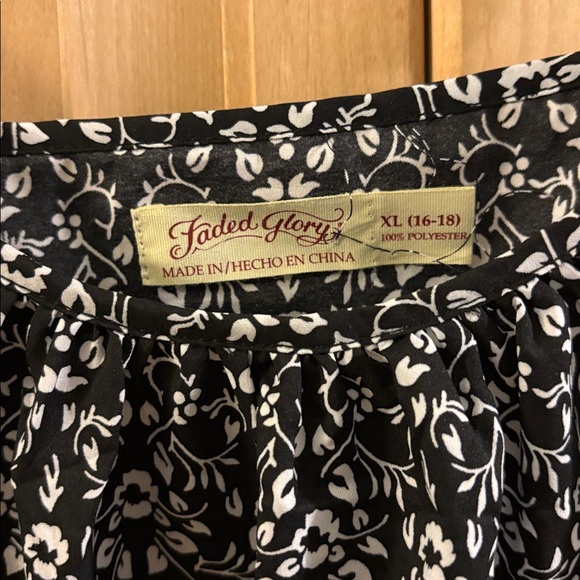 Faded Glory
MADE IN/HECHO EN CHINA
XL (16-18)
100% POLYESTER